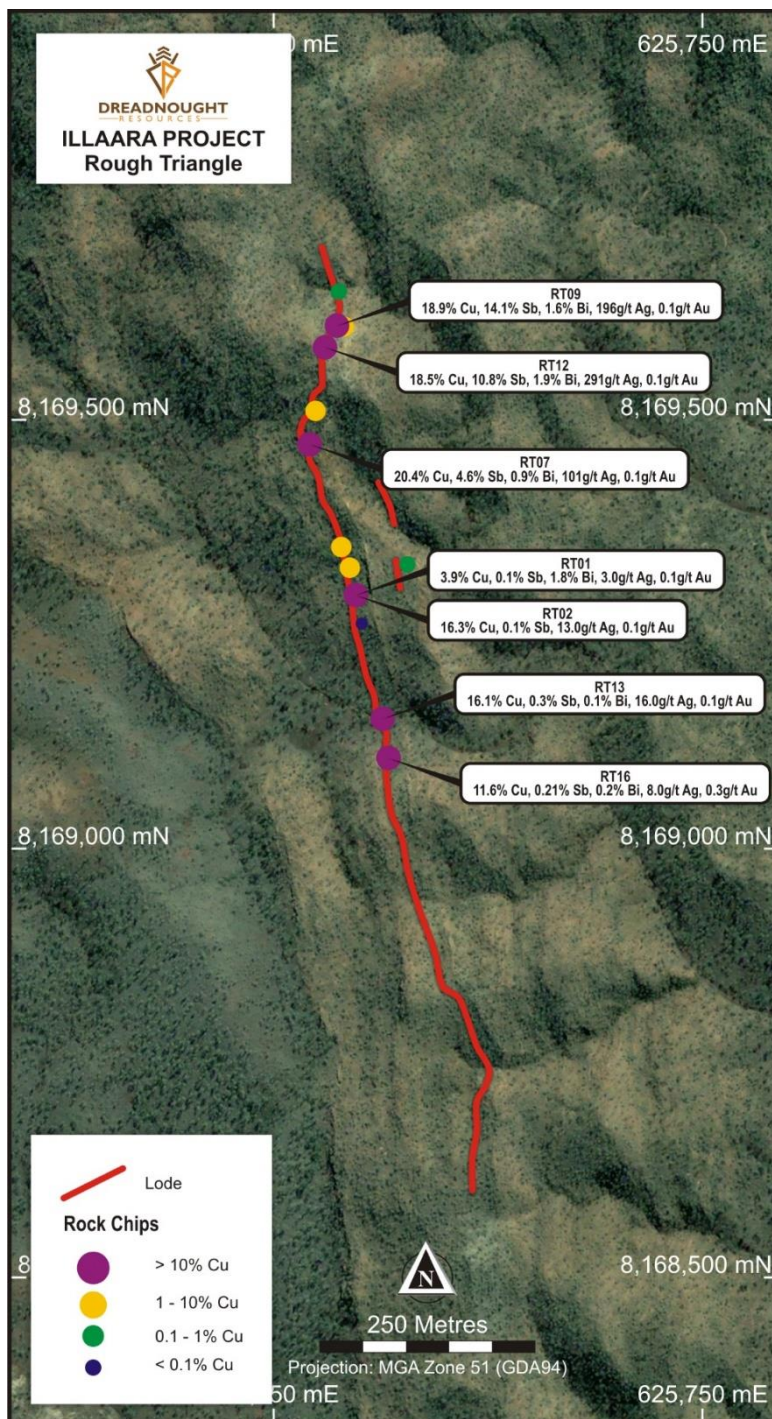 0 mE
625,750 mE
DREADNOUGHT
RESOURCES
ILLAARA PROJECT
Rough Triangle
RT09
18.9% Cu, 14.1% Sb, 1.6% Bi, 196g/t Ag, 0.1g/t Au
RT12
18.5% Cu, 10.8% Sb, 1.9% Bi, 291g/t Ag, 0.1g/t Au
8,169,500 mN
8,169,500 mN
RT07
20.4% Cu, 4.6% Sb, 0.9% Bi, 101g/t Ag, 0.1g/t Au
RT01
3.9% Cu, 0.1% Sb, 1.8% Bi, 3.0g/t Ag, 0.1g/t Au
RT02
16.3% Cu, 0.1% Sb, 13.0g/t Ag, 0.1g/t Au
RT13
16.1% Cu, 0.3% Sb, 0.1% Bi, 16.0g/t Ag, 0.1g/t Au
RT16
11.6% Cu, 0.21% Sb, 0.2% Bi, 8.0g/t Ag, 0.3g/t Au
8,169,000 mN
8,169,000 mN
Lode
Rock Chips
> 10% Cu
1 - 10% Cu
0.1 - 1% Cu
< 0.1% Cu
8
8,168,500 mN
N
250 Metres
Projection: MGA Zone 51 (GDA94)
50 mE
625,750 mE